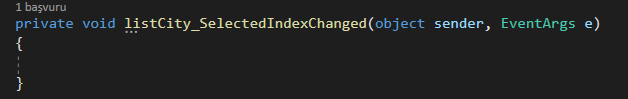 1 başvuru
private void listCity_SelectedIndexChanged(object sender, EventArgs e)
{
}